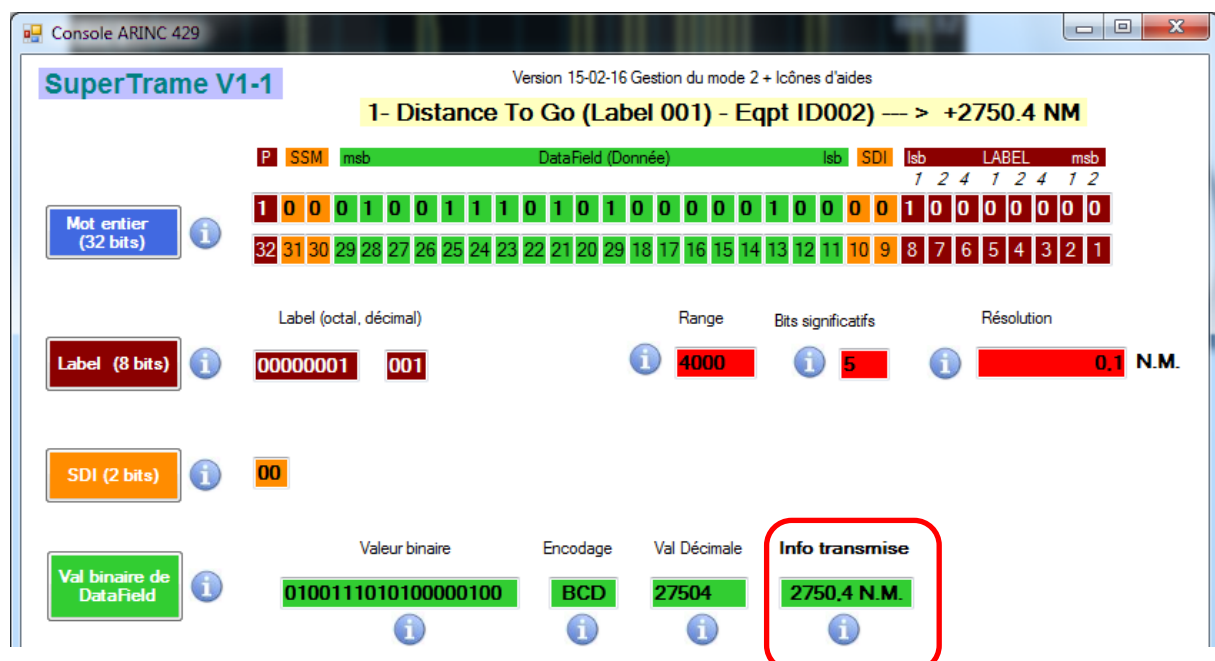 Console ARINC 429
SuperTrame V1-1
Version 15-02-16 Gestion du mode 2 + Icônes d'aides
1- Distance To Go (Label 001) - Eqpt ID002) --- > +2750.4 NM
P SSM msb DataField (Donnée) lsb SDI lsb LABEL msb
1 2 4 1 2 4 1 2
Mot entier (32 bits)
1 0 0 0 1 0 0 1 1 1 0 1 0 1 0 0 0 0 0 1 0 0 0 0 1 0 0 0 0 0 0 0
32 31 30 29 28 27 26 25 24 23 22 21 20 29 18 17 16 15 14 13 12 11 10 9 8 7 6 5 4 3 2 1
Label (octal, décimal) Range Bits significatifs Résolution
Label (8 bits) 00000001 001 4000 5 0,1 N.M.
SDI (2 bits) 00
Valeur binaire Encodage Val Décimale Info transmise
Val binaire de DataField
0100111010100000100 BCD 27504 2750,4 N.M.